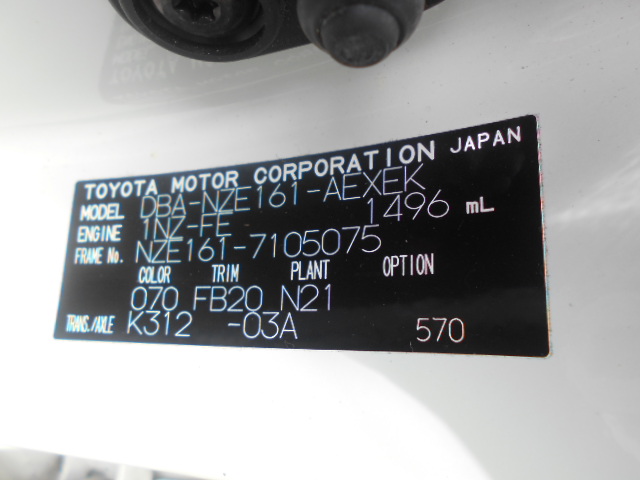 TOYOTA MOTOR CORPORATION JAPAN
MODEL DBA-NZE161-AEXEK
ENGINE 1NZ-FE 1496 mL
FRAME No. NZE161-7105075
COLOR TRIM PLANT OPTION
070 FB20 N21
TRANS./AXLE K312 -03A 570